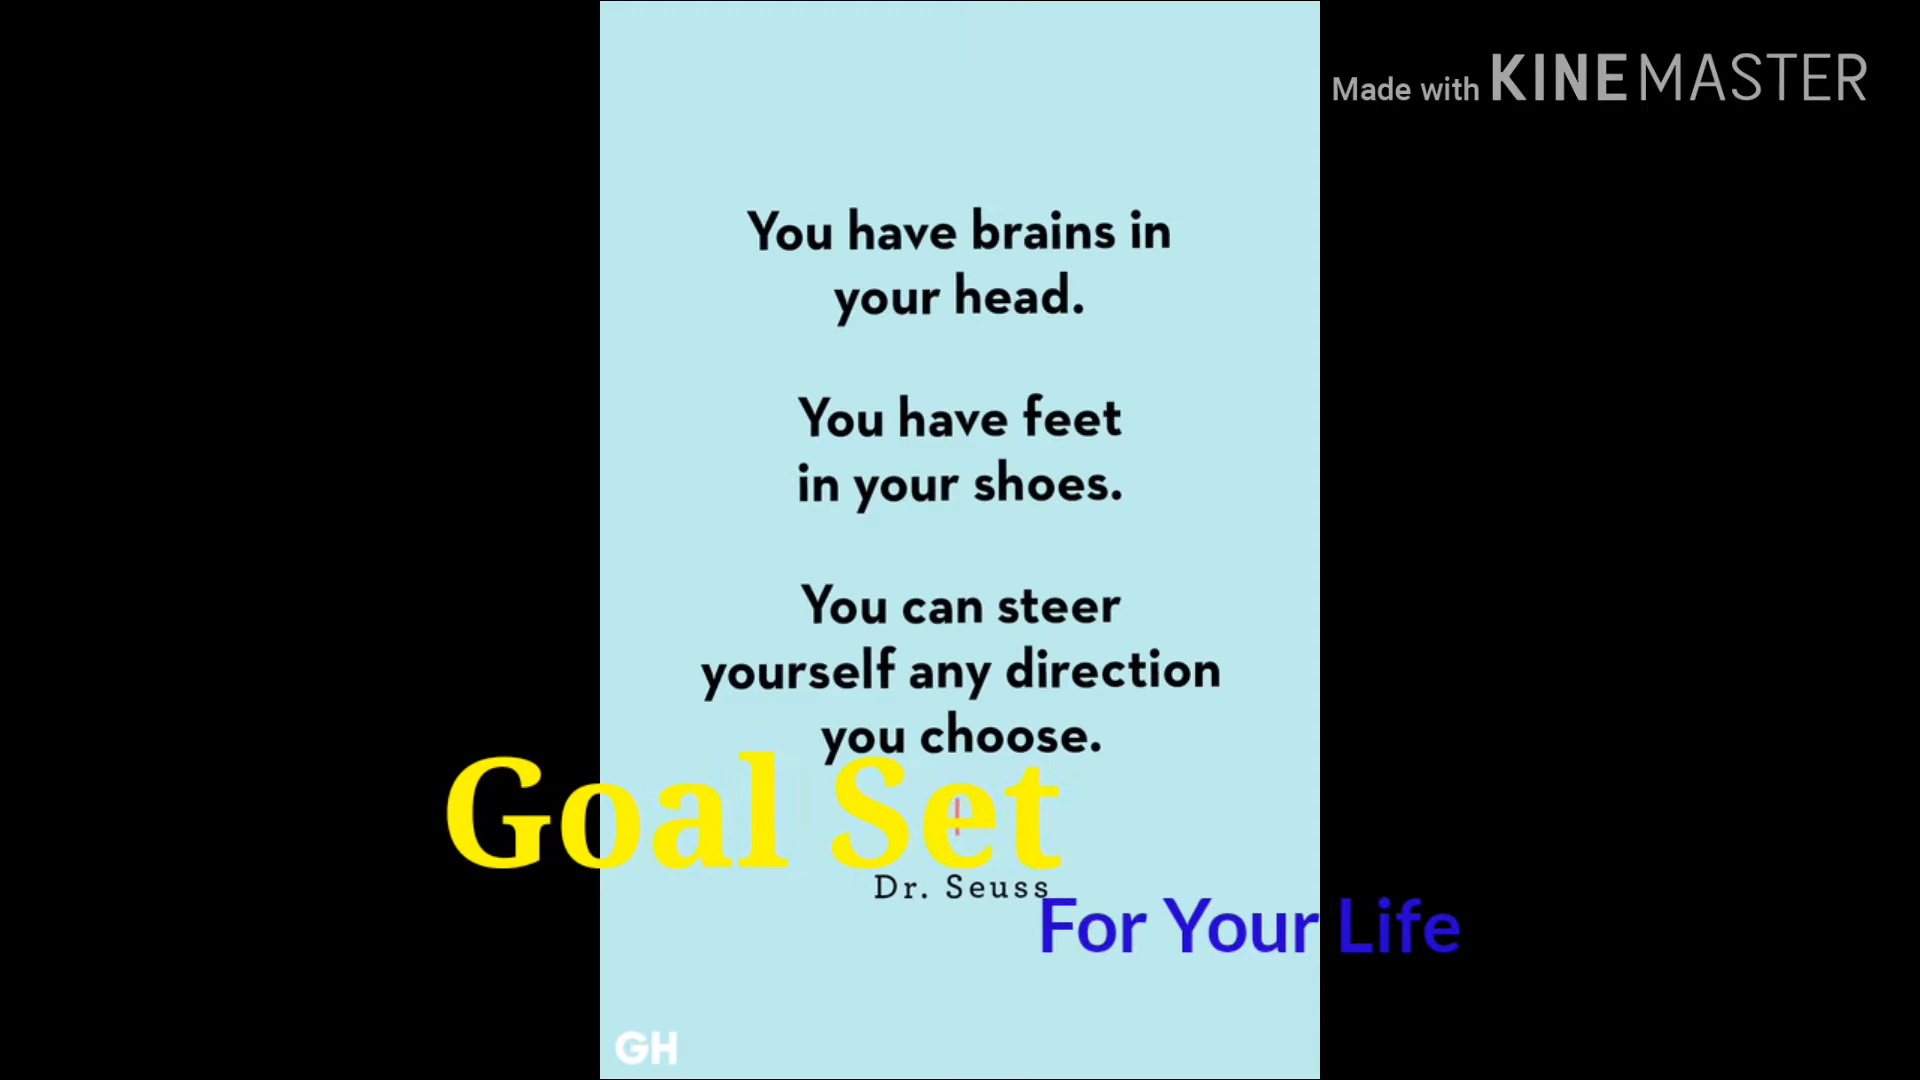 Made with KINEMASTER
You have brains in
your head.
You have feet
in your shoes.
You can steer
yourself any direction
you choose.
Goal Set
Dr. Seuss
For Your Life
GH